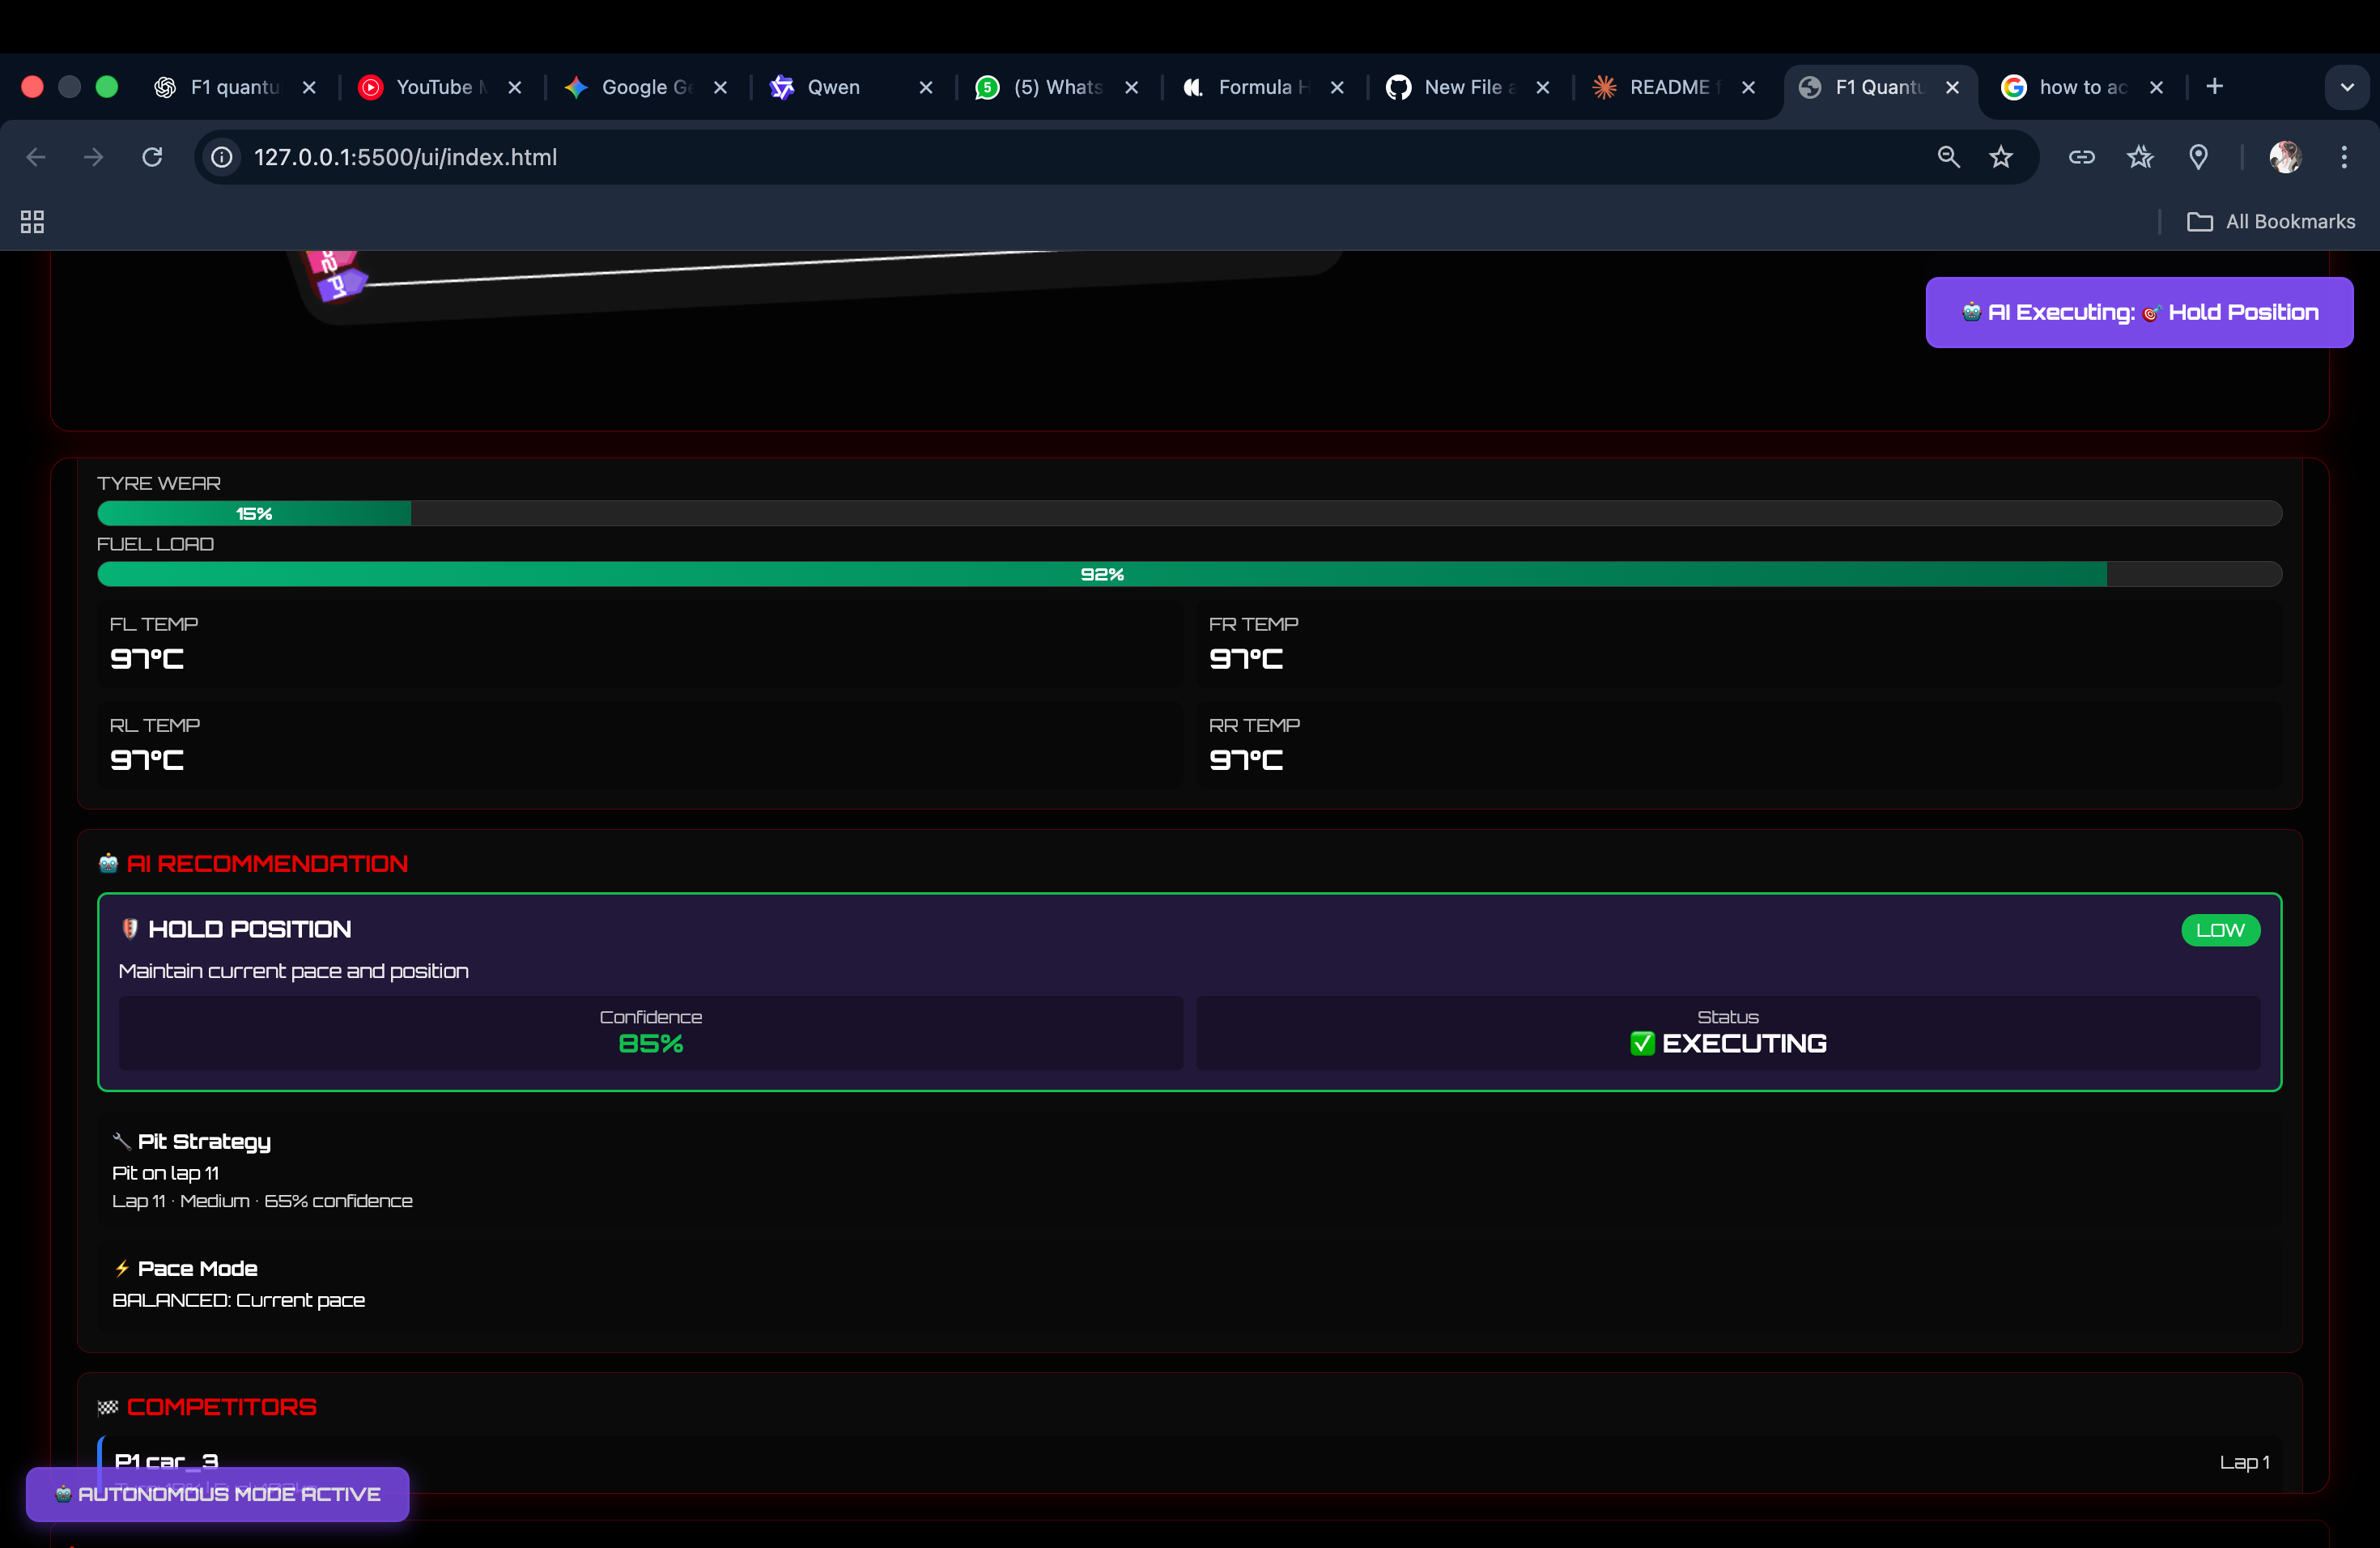 F1 quantu
YouTube M
Google Ge
Qwen
5
(5) Whats
Formula H
New File a
README f
F1 Quantu
how to ac
127.0.0.1:5500/ui/index.html
All Bookmarks
P1
🤖 AI Executing: 🎯 Hold Position
TYRE WEAR
15%
FUEL LOAD
92%
FL TEMP
97°C
FR TEMP
97°C
RL TEMP
97°C
RR TEMP
97°C
🤖 AI RECOMMENDATION
HOLD POSITION
LOW
Maintain current pace and position
Confidence
85%
Status
✅ EXECUTING
Pit Strategy
Pit on lap 11
Lap 11 · Medium · 65% confidence
⚡ Pace Mode
BALANCED: Current pace
🏁 COMPETITORS
P1 car_3
Lap 1
🤖 AUTONOMOUS MODE ACTIVE